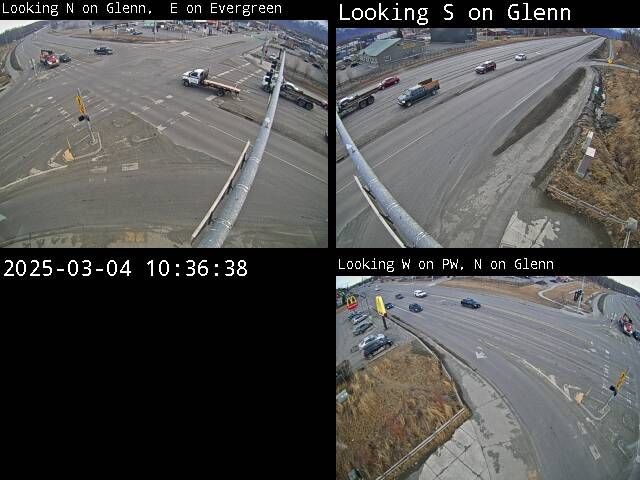 Looking N on Glenn,  E on Evergreen
Looking S on Glenn
2025-03-04 10:36:38
Looking W on PW, N on Glenn